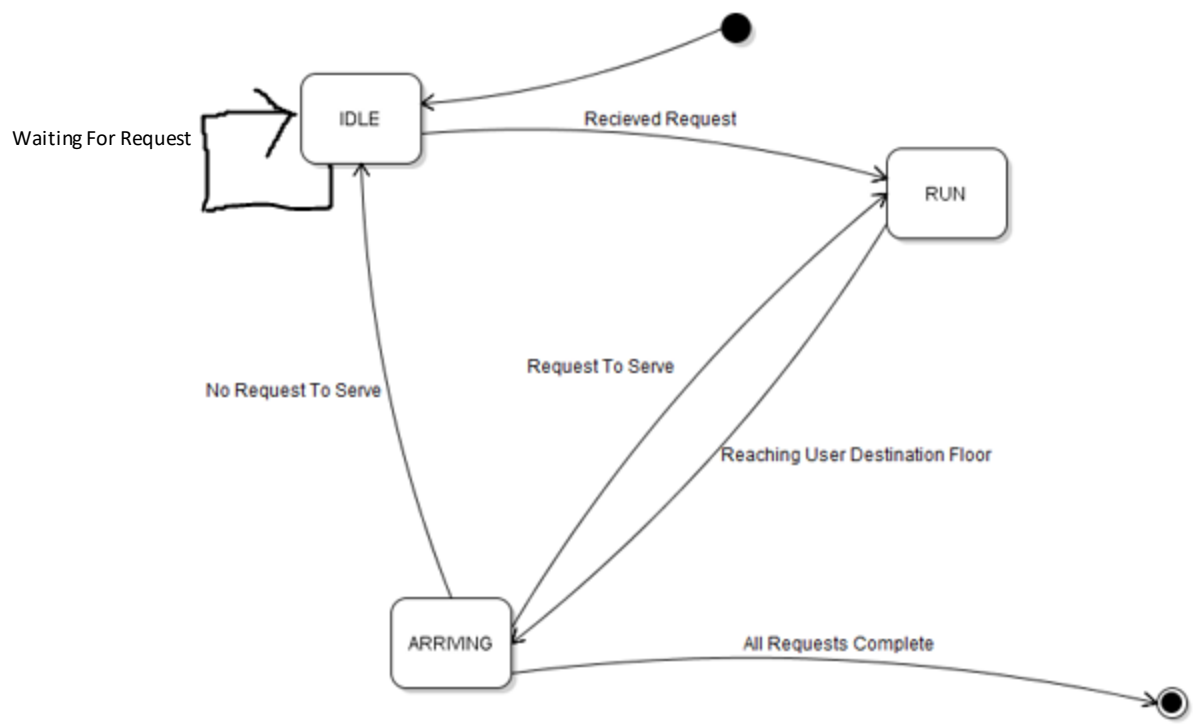 IDLE
Recieved Request
Waiting For Request
RUN
Request To Serve
No Request To Serve
Reaching User Destination Floor
ARRIVING
All Requests Complete